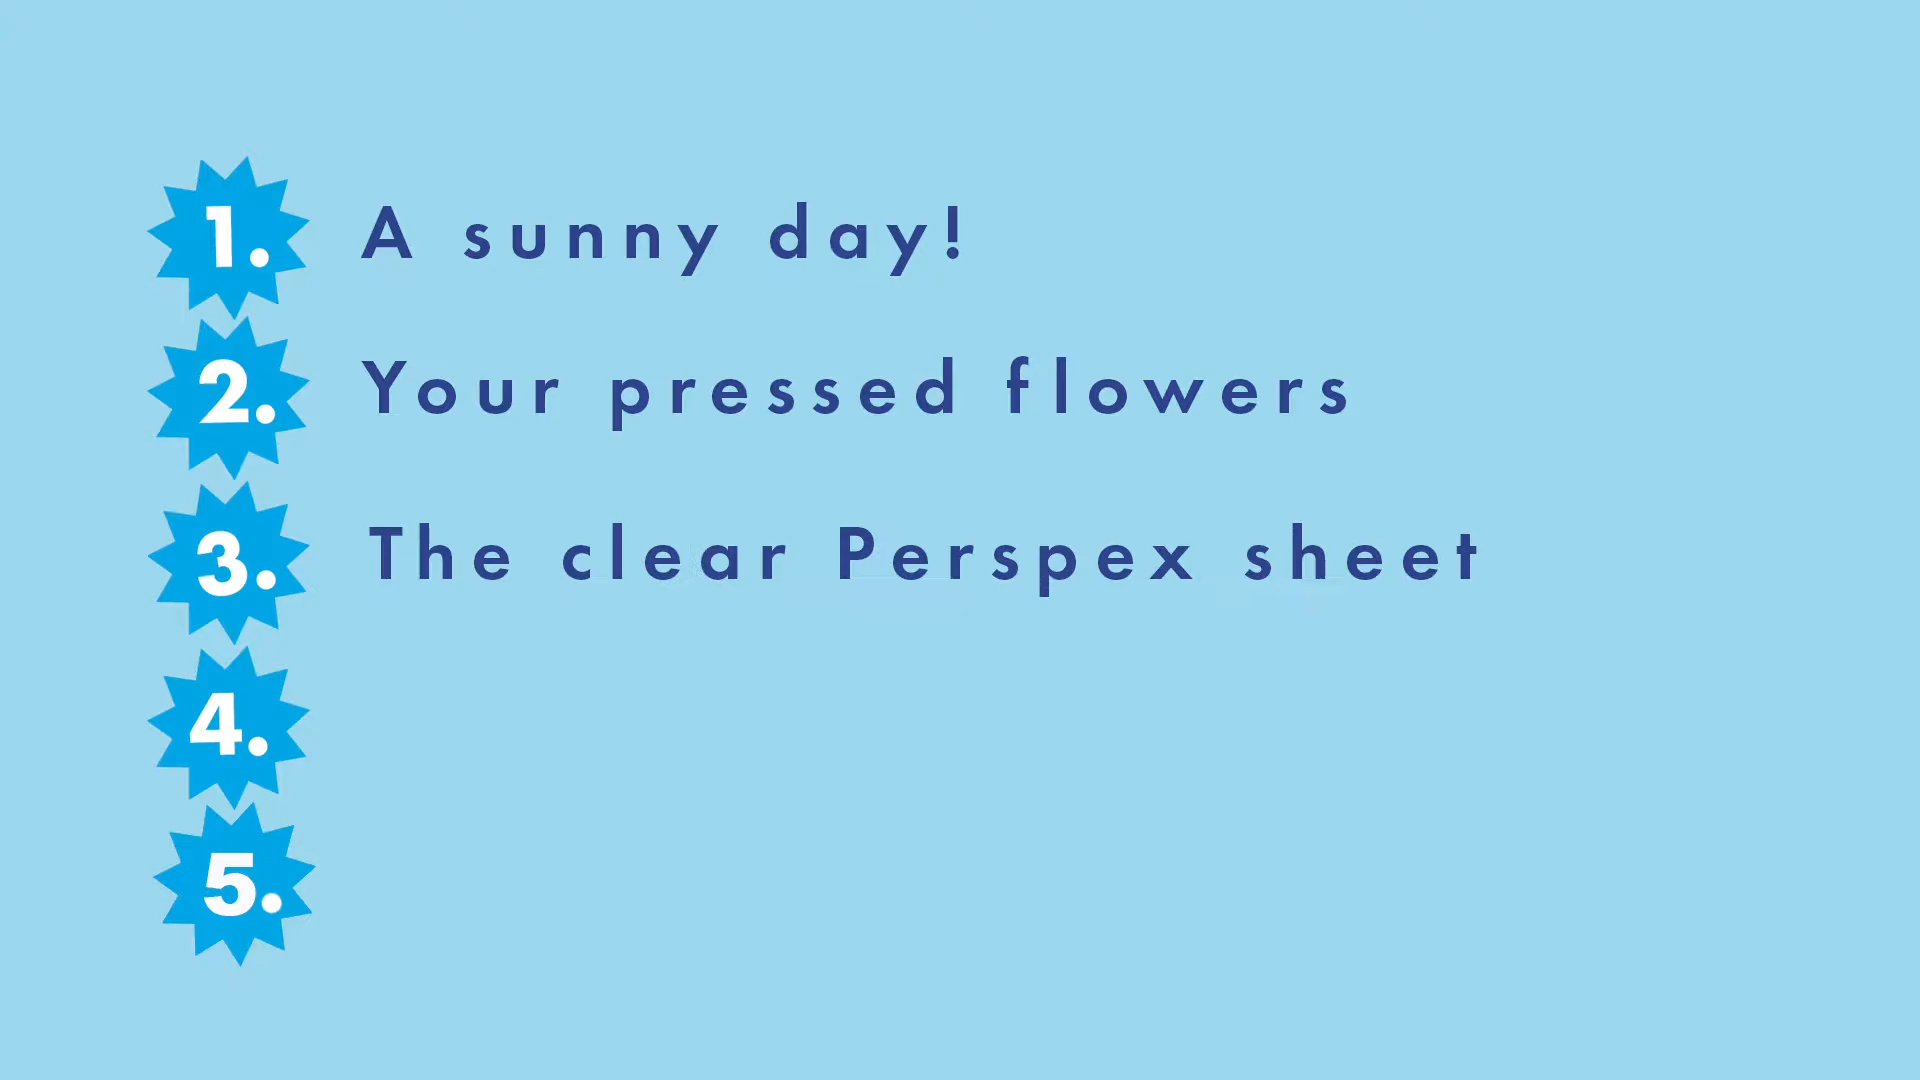 1. A sunny day!
2. Your pressed flowers
3. The clear Perspex sheet
4.
5.